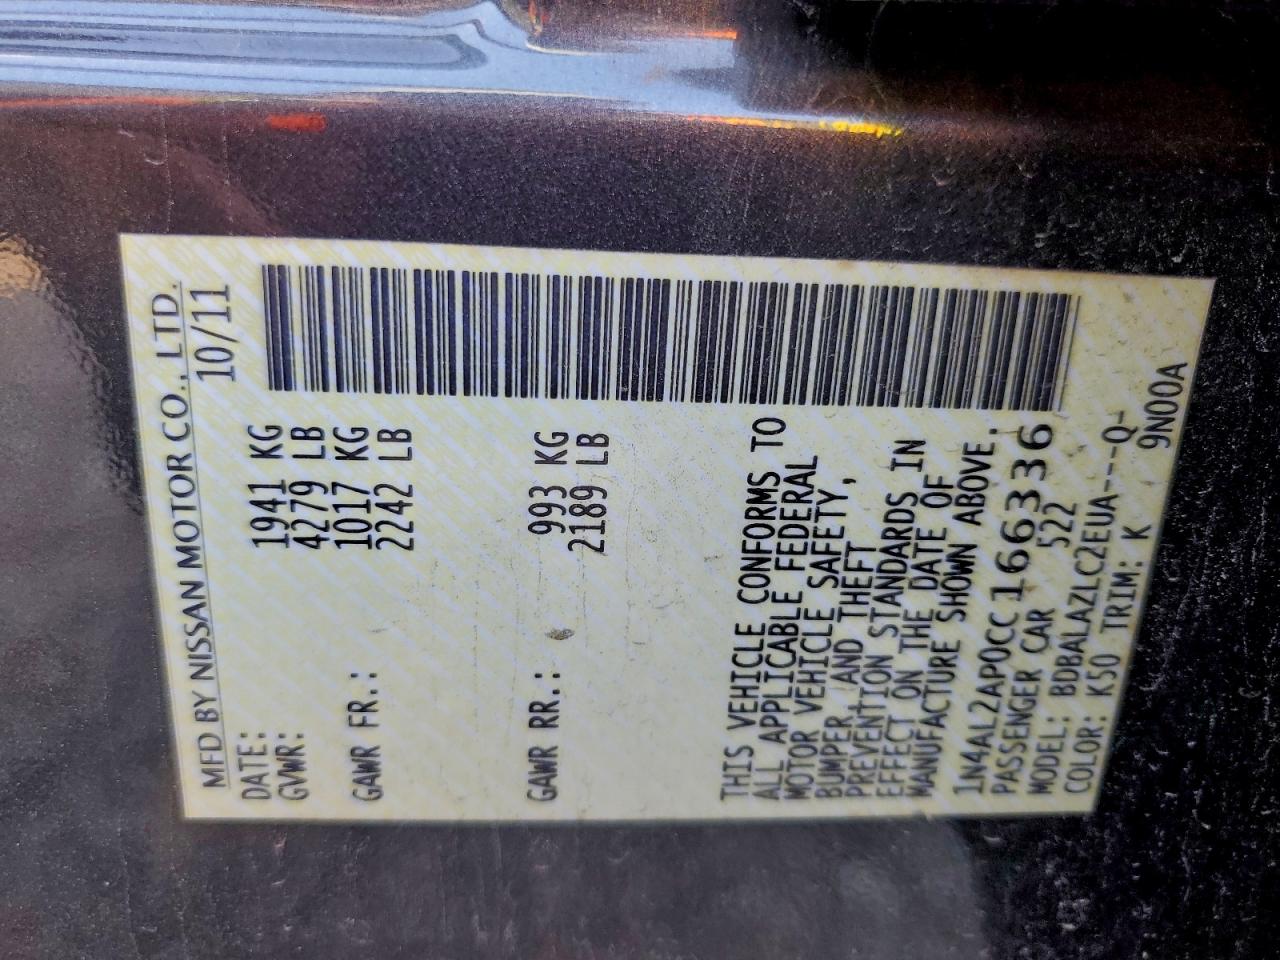 MFD BY NISSAN MOTOR CO., LTD.
DATE: 10/11
GVWR: 1941 KG
4279 LB
GAWR FR.: 1017 KG
2242 LB
GAWR RR.: 993 KG
2189 LB
THIS VEHICLE CONFORMS TO
ALL APPLICABLE FEDERAL
MOTOR VEHICLE SAFETY,
BUMPER, AND THEFT
PREVENTION STANDARDS IN
EFFECT ON THE DATE OF
MANUFACTURE SHOWN ABOVE.
1N4AL2AP0CC166336
PASSENGER CAR 522
MODEL: BDBALAZLC2EUA---Q-
COLOR: K50 TRIM: K 9N00A